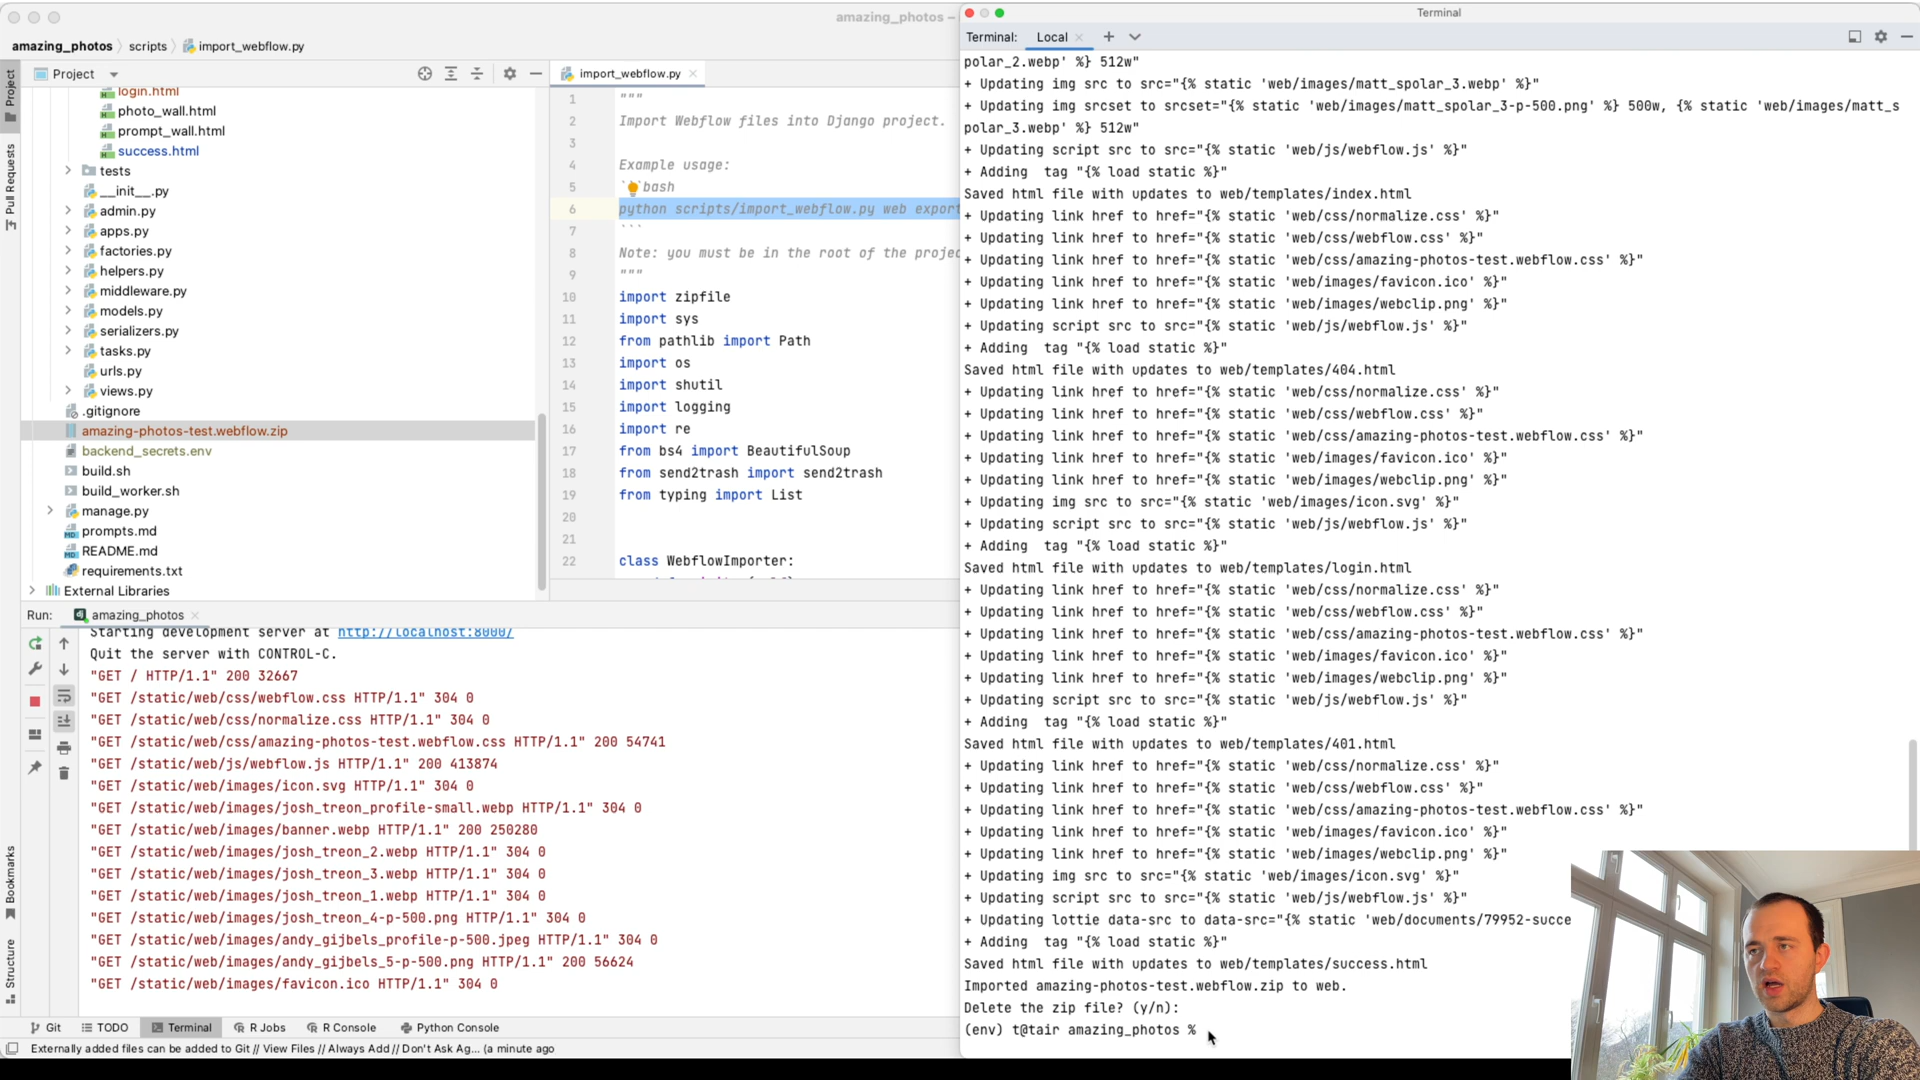 amazing_photos –
amazing_photos
scripts
import_webflow.py
Project
import_webflow.py
login.html
photo_wall.html
prompt_wall.html
success.html
tests
__init__.py
admin.py
apps.py
factories.py
helpers.py
middleware.py
models.py
serializers.py
tasks.py
urls.py
views.py
.gitignore
amazing-photos-test.webflow.zip
backend_secrets.env
build.sh
build_worker.sh
manage.py
prompts.md
README.md
requirements.txt
External Libraries
Project
Pull Requests
Bookmarks
Structure
1 """
2 Import Webflow files into Django project.
3
4 Example usage:
5 ```bash
6 python scripts/import_webflow.py web export
7 ```
8 Note: you must be in the root of the projec
9 """
10 import zipfile
11 import sys
12 from pathlib import Path
13 import os
14 import shutil
15 import logging
16 import re
17 from bs4 import BeautifulSoup
18 from send2trash import send2trash
19 from typing import List
20
21
22 class WebflowImporter:
Run: amazing_photos
Starting development server at http://localhost:8000/
Quit the server with CONTROL-C.
"GET / HTTP/1.1" 200 32667
"GET /static/web/css/webflow.css HTTP/1.1" 304 0
"GET /static/web/css/normalize.css HTTP/1.1" 304 0
"GET /static/web/css/amazing-photos-test.webflow.css HTTP/1.1" 200 54741
"GET /static/web/js/webflow.js HTTP/1.1" 200 413874
"GET /static/web/images/icon.svg HTTP/1.1" 304 0
"GET /static/web/images/josh_treon_profile-small.webp HTTP/1.1" 304 0
"GET /static/web/images/banner.webp HTTP/1.1" 200 250280
"GET /static/web/images/josh_treon_2.webp HTTP/1.1" 304 0
"GET /static/web/images/josh_treon_3.webp HTTP/1.1" 304 0
"GET /static/web/images/josh_treon_1.webp HTTP/1.1" 304 0
"GET /static/web/images/josh_treon_4-p-500.png HTTP/1.1" 304 0
"GET /static/web/images/andy_gijbels_profile-p-500.jpeg HTTP/1.1" 304 0
"GET /static/web/images/andy_gijbels_5-p-500.png HTTP/1.1" 200 56624
"GET /static/web/images/favicon.ico HTTP/1.1" 304 0
Git
TODO
Terminal
R Jobs
R Console
Python Console
Externally added files can be added to Git // View Files // Always Add // Don't Ask Ag... (a minute ago
Terminal
Terminal: Local
polar_2.webp' %} 512w"
+ Updating img src to src="{% static 'web/images/matt_spolar_3.webp' %}"
+ Updating img srcset to srcset="{% static 'web/images/matt_spolar_3-p-500.png' %} 500w, {% static 'web/images/matt_s
polar_3.webp' %} 512w"
+ Updating script src to src="{% static 'web/js/webflow.js' %}"
+ Adding  tag "{% load static %}"
Saved html file with updates to web/templates/index.html
+ Updating link href to href="{% static 'web/css/normalize.css' %}"
+ Updating link href to href="{% static 'web/css/webflow.css' %}"
+ Updating link href to href="{% static 'web/css/amazing-photos-test.webflow.css' %}"
+ Updating link href to href="{% static 'web/images/favicon.ico' %}"
+ Updating link href to href="{% static 'web/images/webclip.png' %}"
+ Updating script src to src="{% static 'web/js/webflow.js' %}"
+ Adding  tag "{% load static %}"
Saved html file with updates to web/templates/404.html
+ Updating link href to href="{% static 'web/css/normalize.css' %}"
+ Updating link href to href="{% static 'web/css/webflow.css' %}"
+ Updating link href to href="{% static 'web/css/amazing-photos-test.webflow.css' %}"
+ Updating link href to href="{% static 'web/images/favicon.ico' %}"
+ Updating link href to href="{% static 'web/images/webclip.png' %}"
+ Updating img src to src="{% static 'web/images/icon.svg' %}"
+ Updating script src to src="{% static 'web/js/webflow.js' %}"
+ Adding  tag "{% load static %}"
Saved html file with updates to web/templates/login.html
+ Updating link href to href="{% static 'web/css/normalize.css' %}"
+ Updating link href to href="{% static 'web/css/webflow.css' %}"
+ Updating link href to href="{% static 'web/css/amazing-photos-test.webflow.css' %}"
+ Updating link href to href="{% static 'web/images/favicon.ico' %}"
+ Updating link href to href="{% static 'web/images/webclip.png' %}"
+ Updating script src to src="{% static 'web/js/webflow.js' %}"
+ Adding  tag "{% load static %}"
Saved html file with updates to web/templates/401.html
+ Updating link href to href="{% static 'web/css/normalize.css' %}"
+ Updating link href to href="{% static 'web/css/webflow.css' %}"
+ Updating link href to href="{% static 'web/css/amazing-photos-test.webflow.css' %}"
+ Updating link href to href="{% static 'web/images/favicon.ico' %}"
+ Updating link href to href="{% static 'web/images/webclip.png' %}"
+ Updating img src to src="{% static 'web/images/icon.svg' %}"
+ Updating script src to src="{% static 'web/js/webflow.js' %}"
+ Updating lottie data-src to data-src="{% static 'web/documents/79952-succe
+ Adding  tag "{% load static %}"
Saved html file with updates to web/templates/success.html
Imported amazing-photos-test.webflow.zip to web.
Delete the zip file? (y/n):
(env) t@tair amazing_photos %